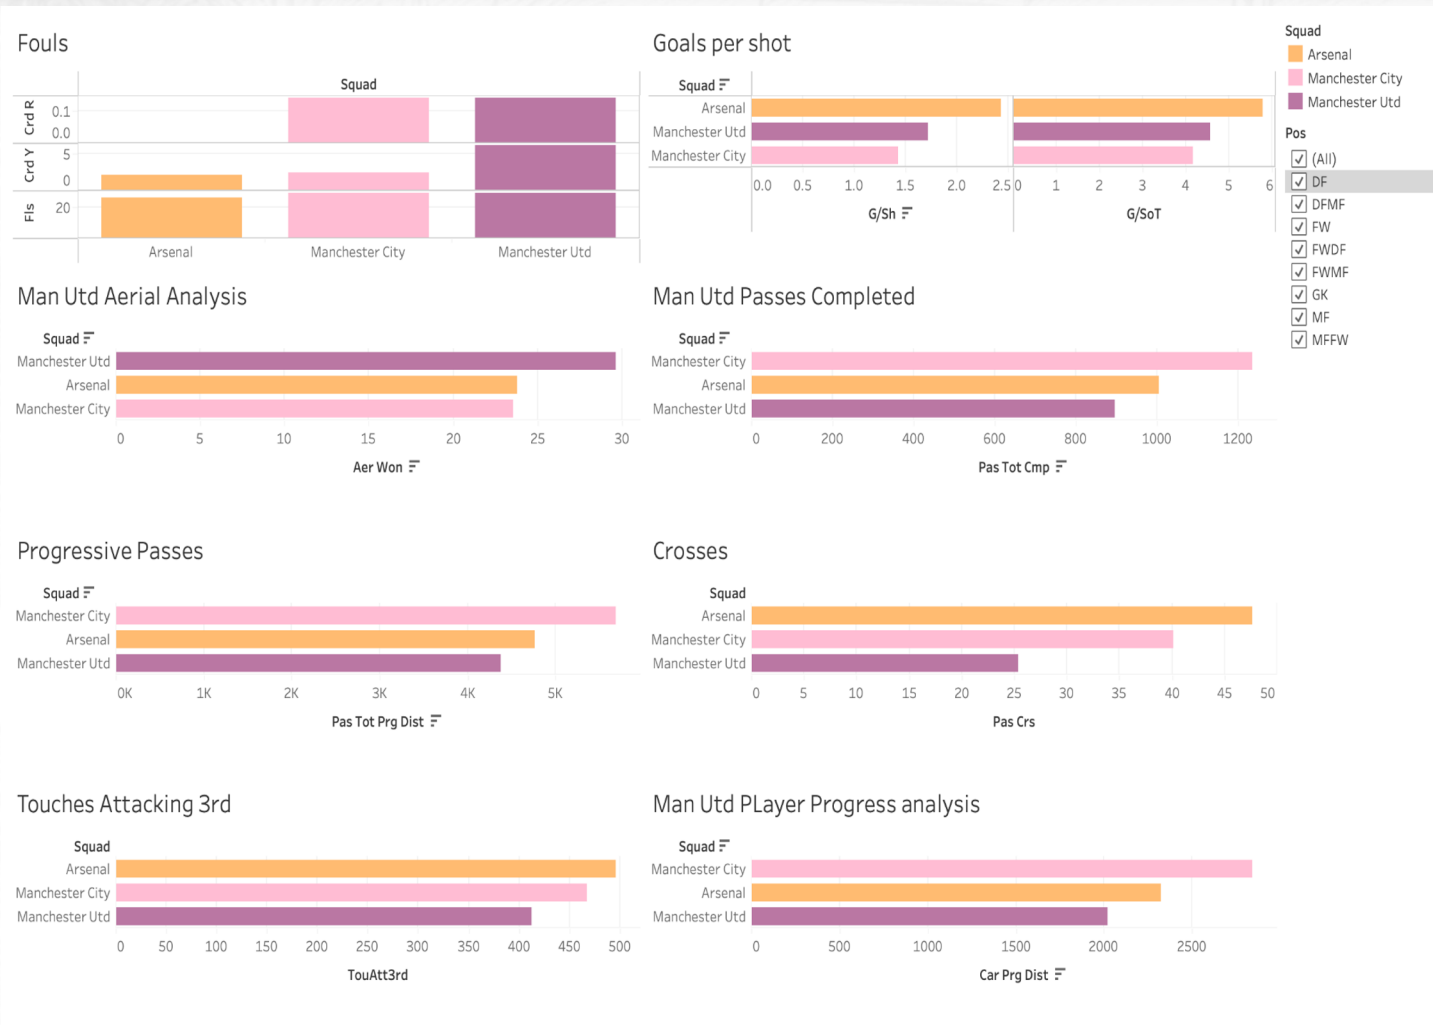 Fouls
Squad
Crd R
0.1
0.0
Crd Y
5
0
Fls
20
Arsenal Manchester City Manchester Utd
Goals per shot
Squad
Arsenal
Manchester Utd
Manchester City
0.0 0.5 1.0 1.5 2.0 2.5 0 1 2 3 4 5 6
G/Sh G/SoT
Squad
Arsenal
Manchester City
Manchester Utd
Pos
(All)
DF
DFMF
FW
FWDF
FWMF
GK
MF
MFFW
Man Utd Aerial Analysis
Squad
Manchester Utd
Arsenal
Manchester City
0 5 10 15 20 25 30
Aer Won
Man Utd Passes Completed
Squad
Manchester City
Arsenal
Manchester Utd
0 200 400 600 800 1000 1200
Pas Tot Cmp
Progressive Passes
Squad
Manchester City
Arsenal
Manchester Utd
0K 1K 2K 3K 4K 5K
Pas Tot Prg Dist
Crosses
Squad
Arsenal
Manchester City
Manchester Utd
0 5 10 15 20 25 30 35 40 45 50
Pas Crs
Touches Attacking 3rd
Squad
Arsenal
Manchester City
Manchester Utd
0 50 100 150 200 250 300 350 400 450 500
TouAtt3rd
Man Utd PLayer Progress analysis
Squad
Manchester City
Arsenal
Manchester Utd
0 500 1000 1500 2000 2500
Car Prg Dist